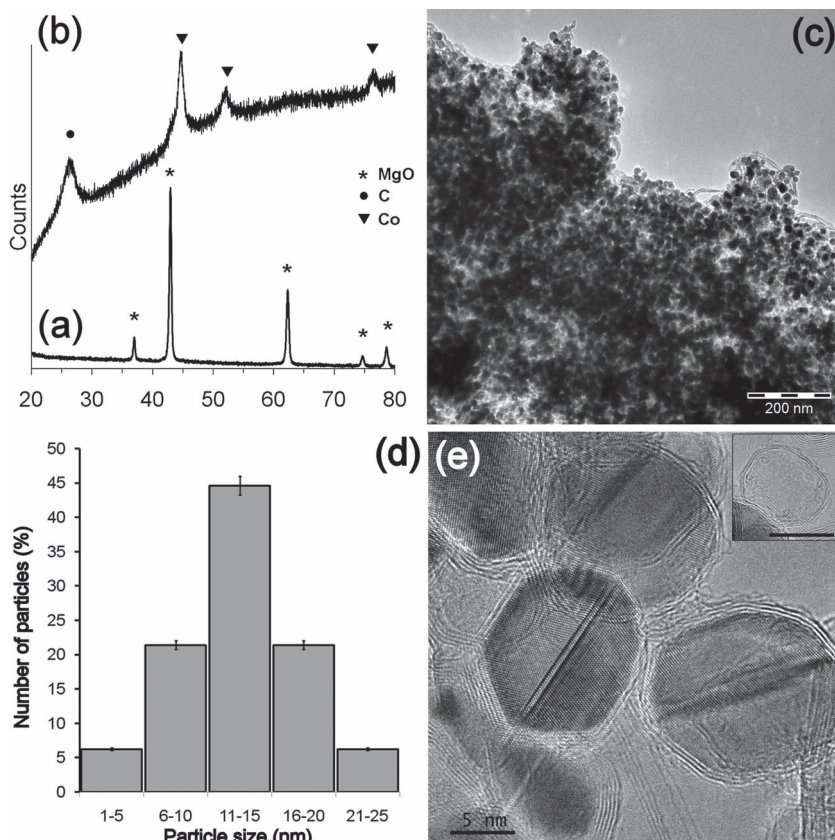 (b)
Counts
* MgO
● C
▼ Co
* * * * *
(a)
20 30 40 50 60 70 80
(c)
200 nm
(d)
Number of particles (%)
50
45
40
35
30
25
20
15
10
5
0
1-5 6-10 11-15 16-20 21-25
Particle size (nm)
(e)
5 nm